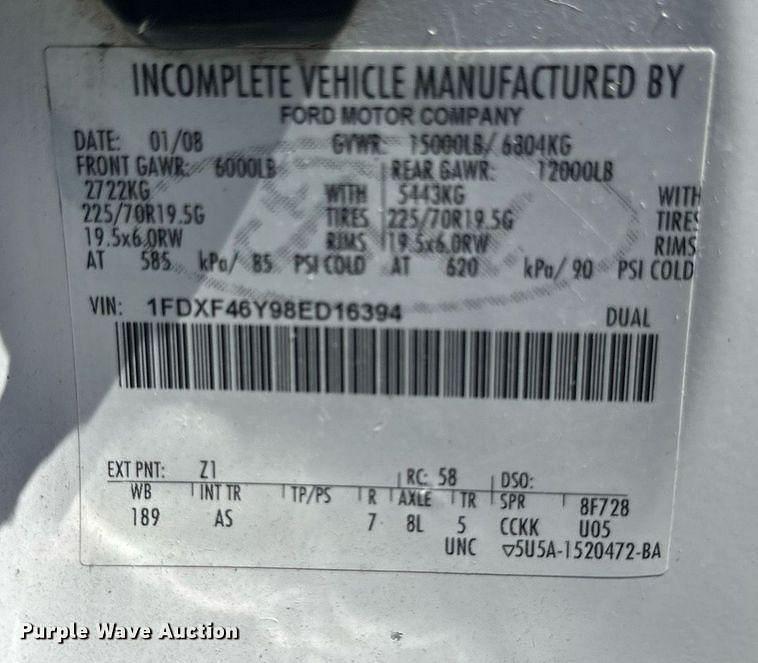 INCOMPLETE VEHICLE MANUFACTURED BY
FORD MOTOR COMPANY
DATE: 01/08 GVWR: 15000LB/ 6804KG
FRONT GAWR: 6000LB REAR GAWR: 12000LB
2722KG WITH 5443KG WITH
225/70R19.5G TIRES 225/70R19.5G TIRES
19.5x6.0RW RIMS 19.5x6.0RW RIMS
AT 585 kPa/ 85 PSI COLD AT 620 kPa/ 90 PSI COLD
VIN: 1FDXF46Y98ED16394 DUAL
EXT PNT: Z1 RC: 58 DSO:
WB INT TR TP/PS R AXLE TR SPR 8F728
189 AS 7 8L 5 CCKK U05
UNC ▽5U5A-1520472-BA
Purple Wave Auction